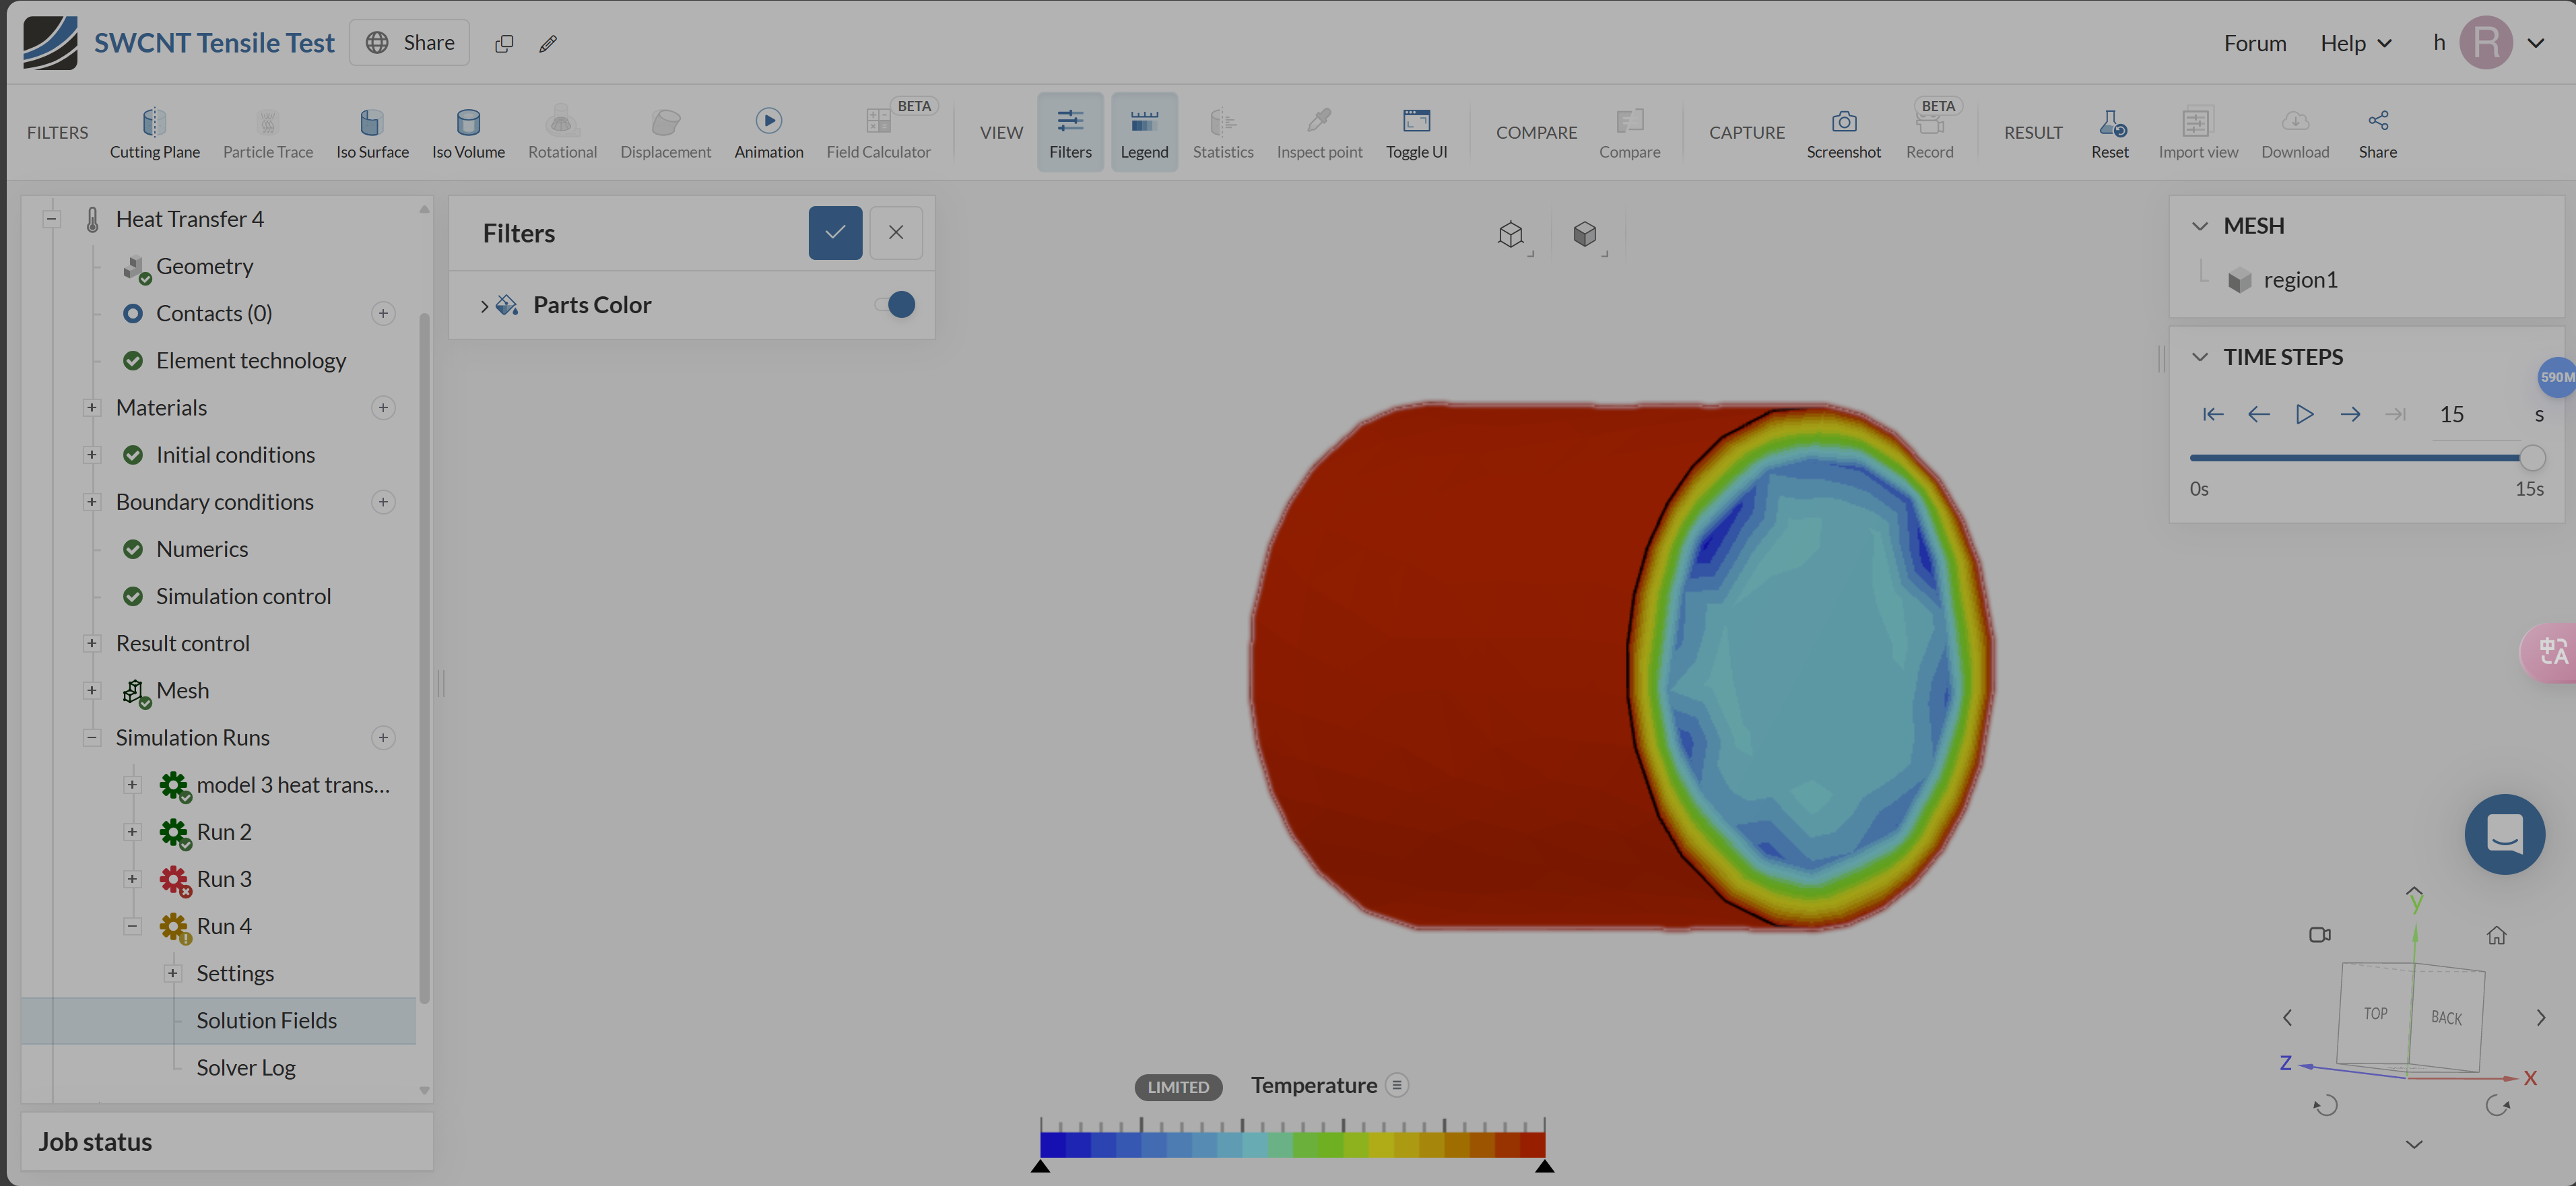 SWCNT Tensile Test
Share
Forum
Help
h
R
FILTERS
Cutting Plane
Particle Trace
Iso Surface
Iso Volume
Rotational
Displacement
Animation
BETA
Field Calculator
VIEW
Filters
Legend
Statistics
Inspect point
Toggle UI
COMPARE
Compare
CAPTURE
Screenshot
BETA
Record
RESULT
Reset
Import view
Download
Share
Heat Transfer 4
Geometry
Contacts (0)
Element technology
Materials
Initial conditions
Boundary conditions
Numerics
Simulation control
Result control
Mesh
Simulation Runs
model 3 heat trans...
Run 2
Run 3
Run 4
Settings
Solution Fields
Solver Log
Job status
Filters
Parts Color
LIMITED
Temperature
MESH
region1
TIME STEPS
15 s
0s 15s
590M
中A
y
TOP
BACK
Z
X